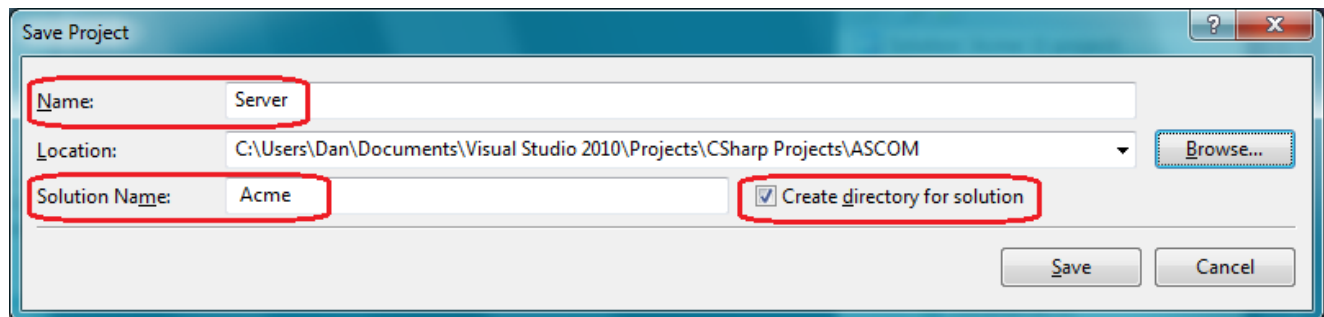 Save Project
?
X
Name: Server
Location: C:\Users\Dan\Documents\Visual Studio 2010\Projects\CSharp Projects\ASCOM Browse...
Solution Name: Acme Create directory for solution
Save Cancel